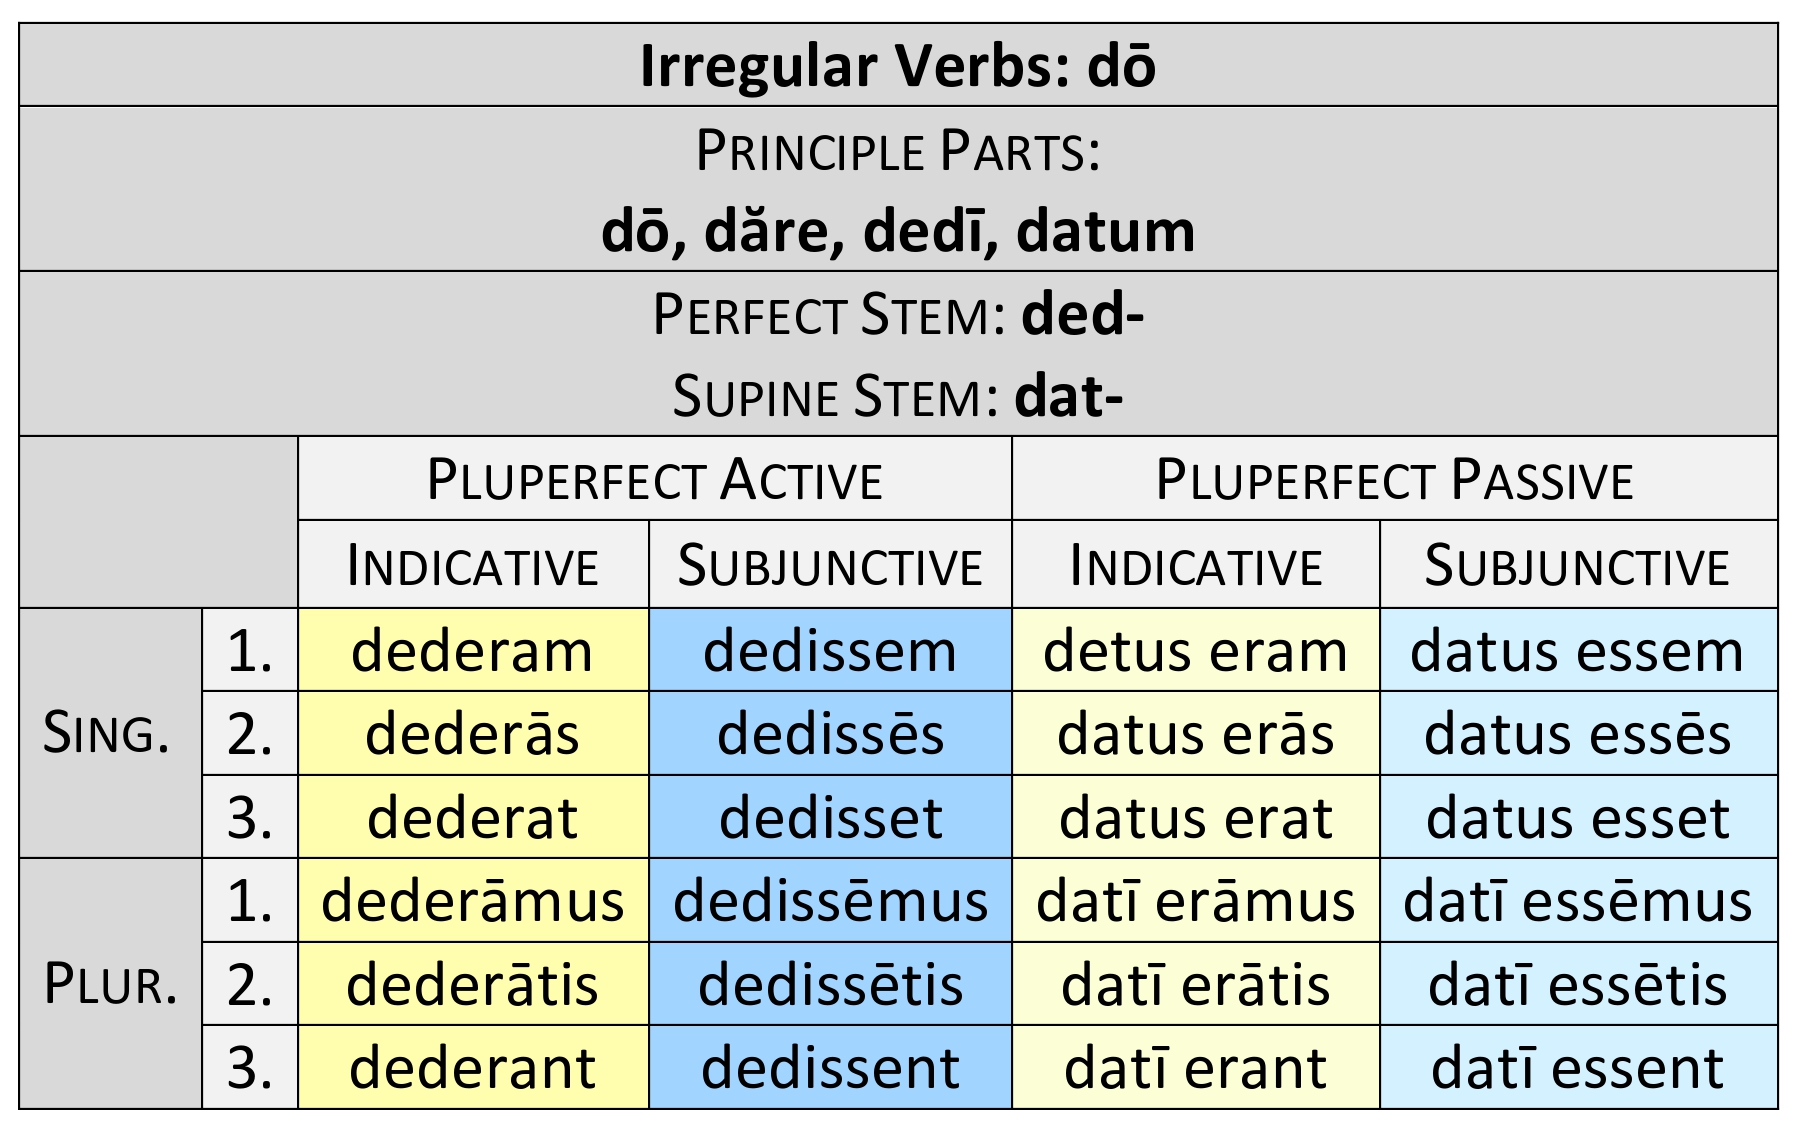 Irregular Verbs: dō
PRINCIPLE PARTS:
dō, dăre, dedī, datum
PERFECT STEM: ded-
SUPINE STEM: dat-
PLUPERFECT ACTIVE PLUPERFECT PASSIVE
INDICATIVE SUBJUNCTIVE INDICATIVE SUBJUNCTIVE
SING.
1. dederam dedissem detus eram datus essem
2. dederās dedissēs datus erās datus essēs
3. dederat dedisset datus erat datus esset
PLUR.
1. dederāmus dedissēmus datī erāmus datī essēmus
2. dederātis dedissētis datī erātis datī essētis
3. dederant dedissent datī erant datī essent